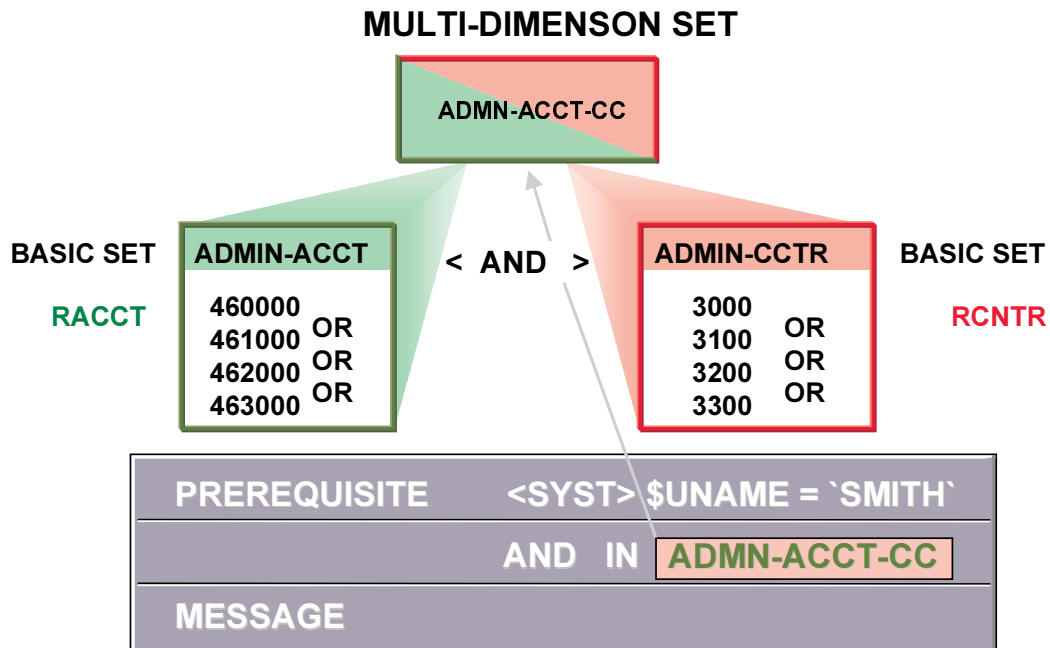 MULTI-DIMENSON SET
ADMN-ACCT-CC
BASIC SET
RACCT
ADMIN-ACCT
460000
OR
461000
OR
462000
OR
463000
< AND >
ADMIN-CCTR
3000
OR
3100
OR
3200
OR
3300
BASIC SET
RCNTR
PREREQUISITE <SYST> $UNAME = `SMITH`
AND IN ADMN-ACCT-CC
MESSAGE